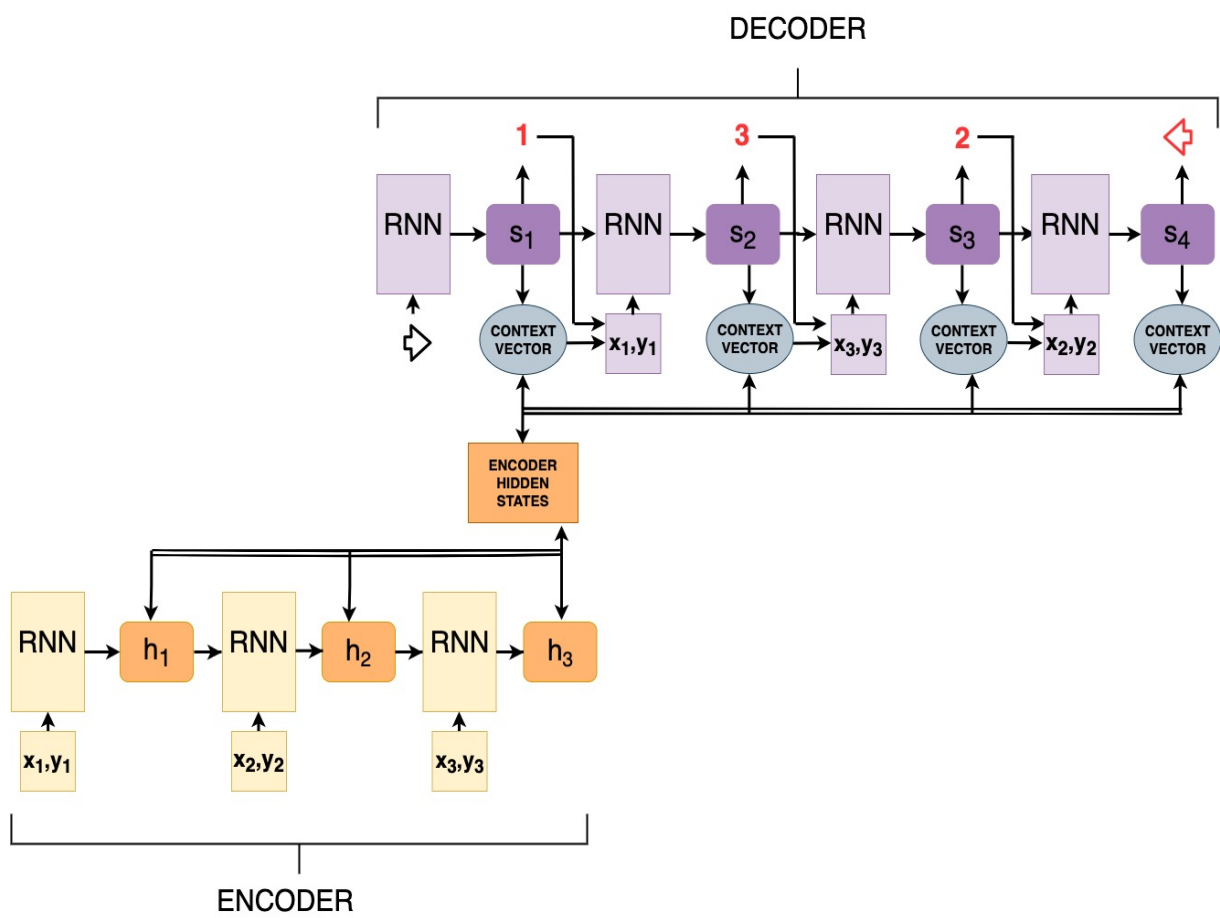 DECODER
1
3
2
RNN
s₁
RNN
s₂
RNN
s₃
RNN
s₄
CONTEXT
VECTOR
x₁,y₁
CONTEXT
VECTOR
x₃,y₃
CONTEXT
VECTOR
x₂,y₂
CONTEXT
VECTOR
ENCODER
HIDDEN
STATES
RNN
h₁
RNN
h₂
RNN
h₃
x₁,y₁
x₂,y₂
x₃,y₃
ENCODER